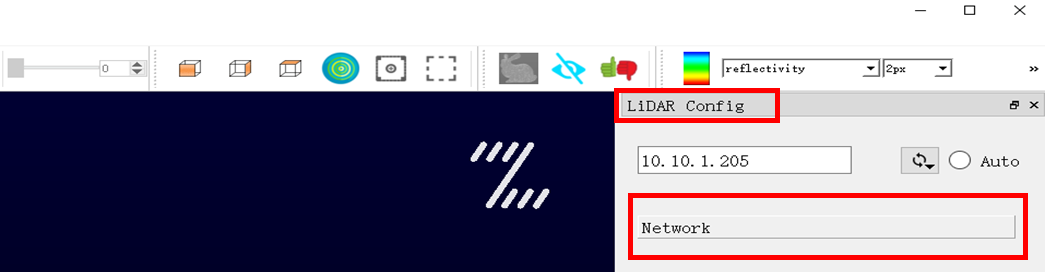 0
reflectivity
2px
»
LiDAR Config
10.10.1.205
Auto
Network